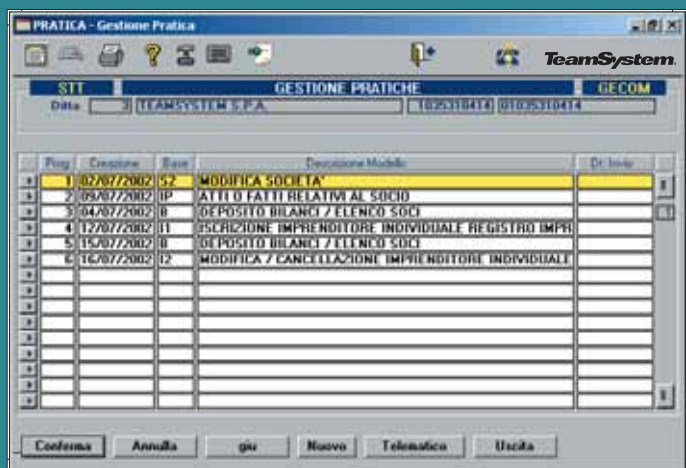 PRATICA - Gestione Pratica
TeamSystem
STT GESTIONE PRATICHE GECOM
Ditta 3 TEAMSYSTEM S.P.A. 1035310414 01035310414
Prog Creazione Base Descrizione Modello Dt. Invio
1 02/07/2002 S2 MODIFICA SOCIETA'
2 09/07/2002 IP ATTI O FATTI RELATIVI AL SOCIO
3 04/07/2002 B DEPOSITO BILANCI / ELENCO SOCI
4 12/07/2002 I1 ISCRIZIONE IMPRENDITORE INDIVIDUALE REGISTRO IMPR
5 15/07/2002 B DEPOSITO BILANCI / ELENCO SOCI
6 16/07/2002 I2 MODIFICA / CANCELLAZIONE IMPRENDITORE INDIVIDUALE
Conferma Annulla giu Nuovo Telematico Uscita